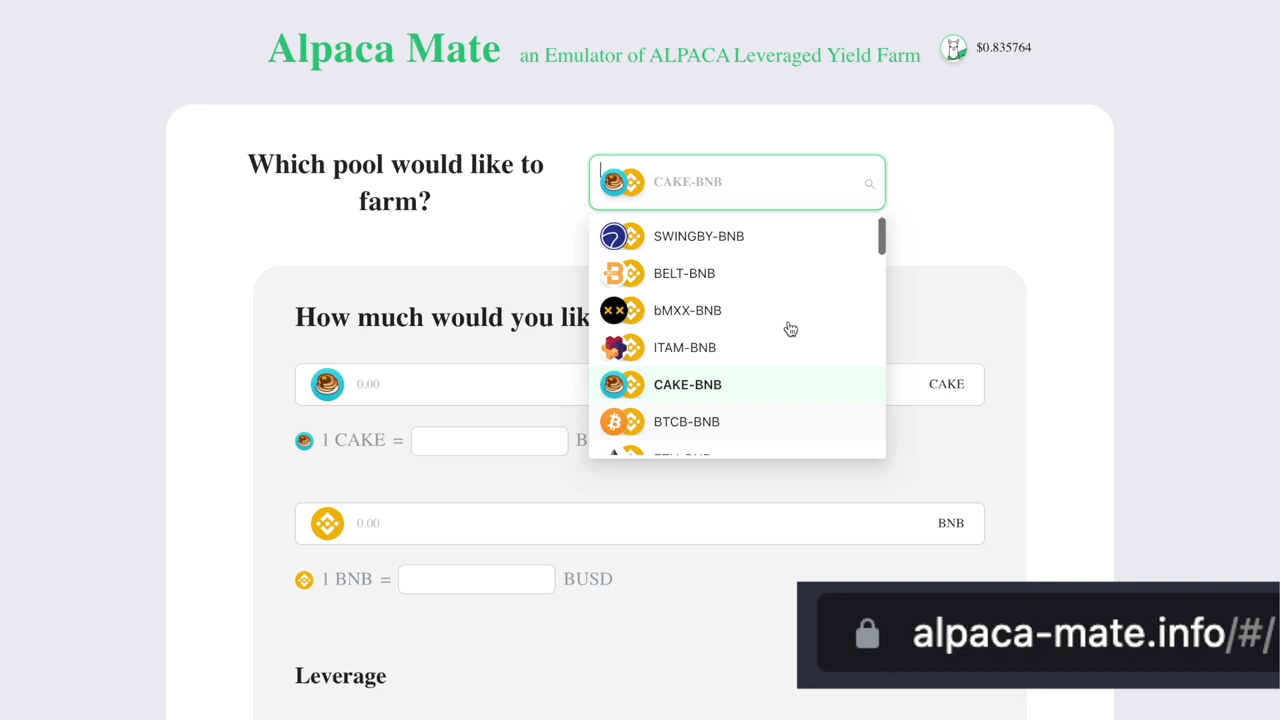 Alpaca Mate an Emulator of ALPACA Leveraged Yield Farm $0.835764
Which pool would like to
farm?
CAKE-BNB
SWINGBY-BNB
BELT-BNB
bMXX-BNB
ITAM-BNB
CAKE-BNB
BTCB-BNB
How much would you lik
0.00 CAKE
1 CAKE = B
0.00 BNB
1 BNB = BUSD
Leverage
alpaca-mate.info/#/